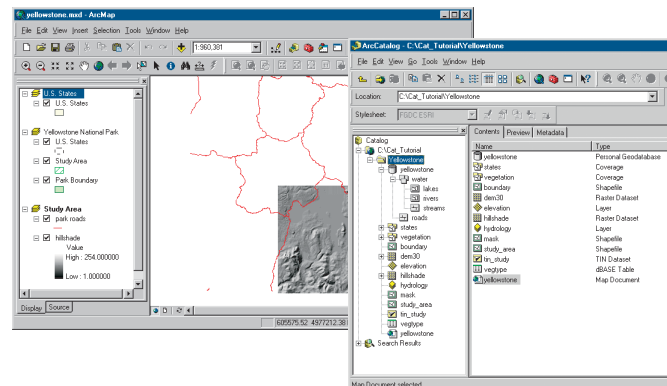 yellowstone.mxd - ArcMap
File Edit View Insert Selection Tools Window Help
1:960,381
U.S. States
U.S. States
Yellowstone National Park
U.S. States
Study Area
Park Boundary
Study Area
park roads
hillshade
Value
High : 254.000000
Low : 1.000000
Display Source
605575.52 4977212.38
ArcCatalog - C:\Cat_Tutorial\Yellowstone
File Edit View Go Tools Window Help
Location: C:\Cat_Tutorial\Yellowstone
Stylesheet: FGDC ESRI
Catalog
C:\Cat_Tutorial
Yellowstone
yellowstone
water
lakes
rivers
streams
roads
states
vegetation
boundary
dem30
elevation
hillshade
hydrology
mask
study_area
tin_study
vegtype
yellowstone
Search Results
Contents Preview Metadata
Name Type
yellowstone Personal Geodatabase
states Coverage
vegetation Coverage
boundary Shapefile
dem30 Raster Dataset
elevation Layer
hillshade Raster Dataset
hydrology Layer
mask Shapefile
study_area Shapefile
tin_study TIN Dataset
vegtype dBASE Table
yellowstone Map Document
Map Document selected